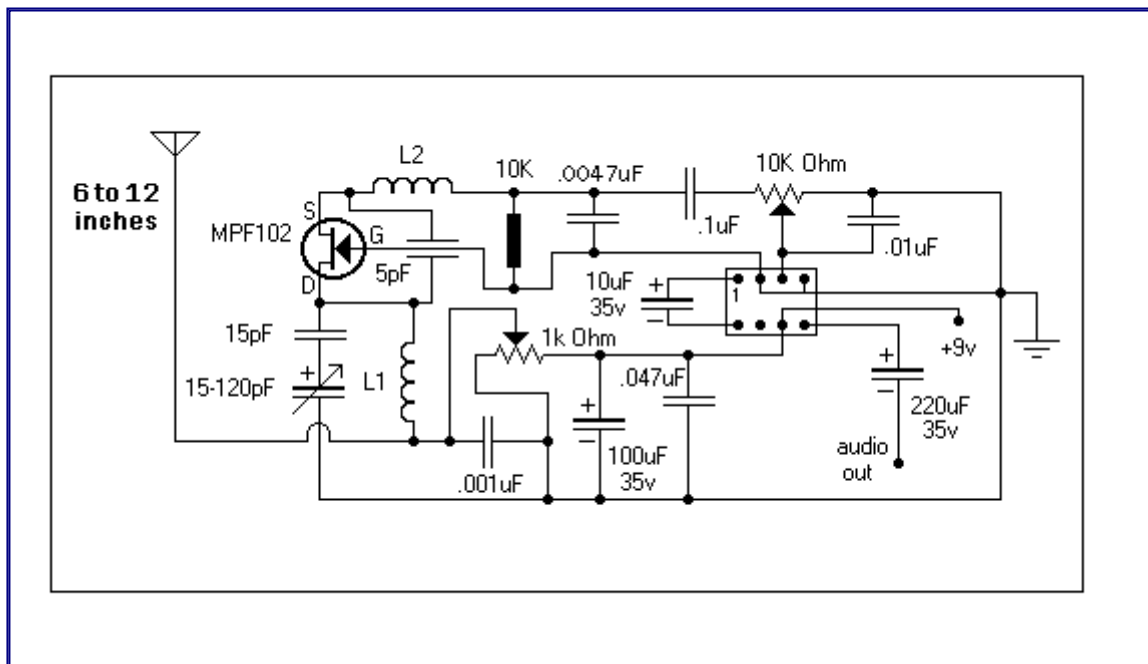 L2
10K
.0047uF
10K Ohm
6 to 12
inches
S
MPF102
G
.1uF
.01uF
5pF
D
10uF
35v
1
15pF
1k Ohm
+9v
15-120pF
+
L1
.047uF
+
-
+
-
220uF
35v
+
-
100uF
35v
audio
out
.001uF